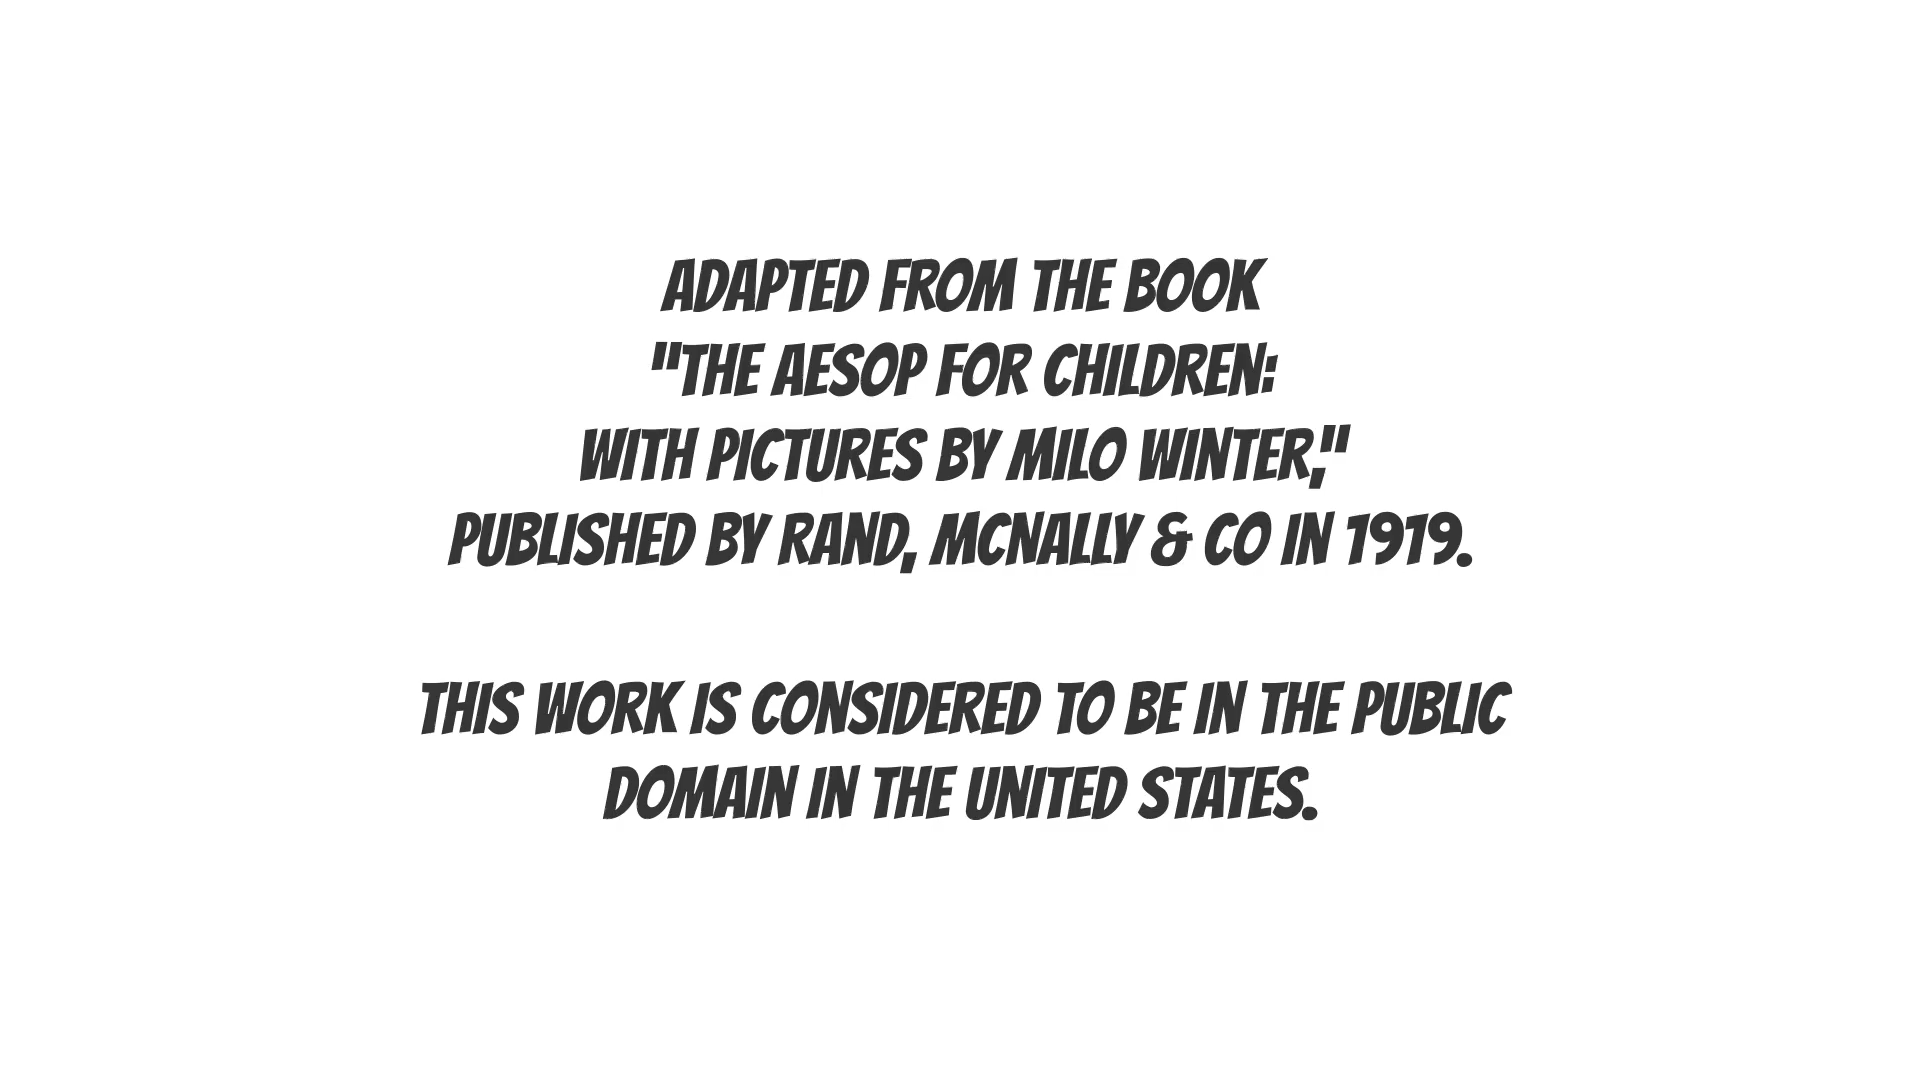 ADAPTED FROM THE BOOK
"THE AESOP FOR CHILDREN:
WITH PICTURES BY MILO WINTER,"
PUBLISHED BY RAND, MCNALLY & CO IN 1919.
THIS WORK IS CONSIDERED TO BE IN THE PUBLIC
DOMAIN IN THE UNITED STATES.